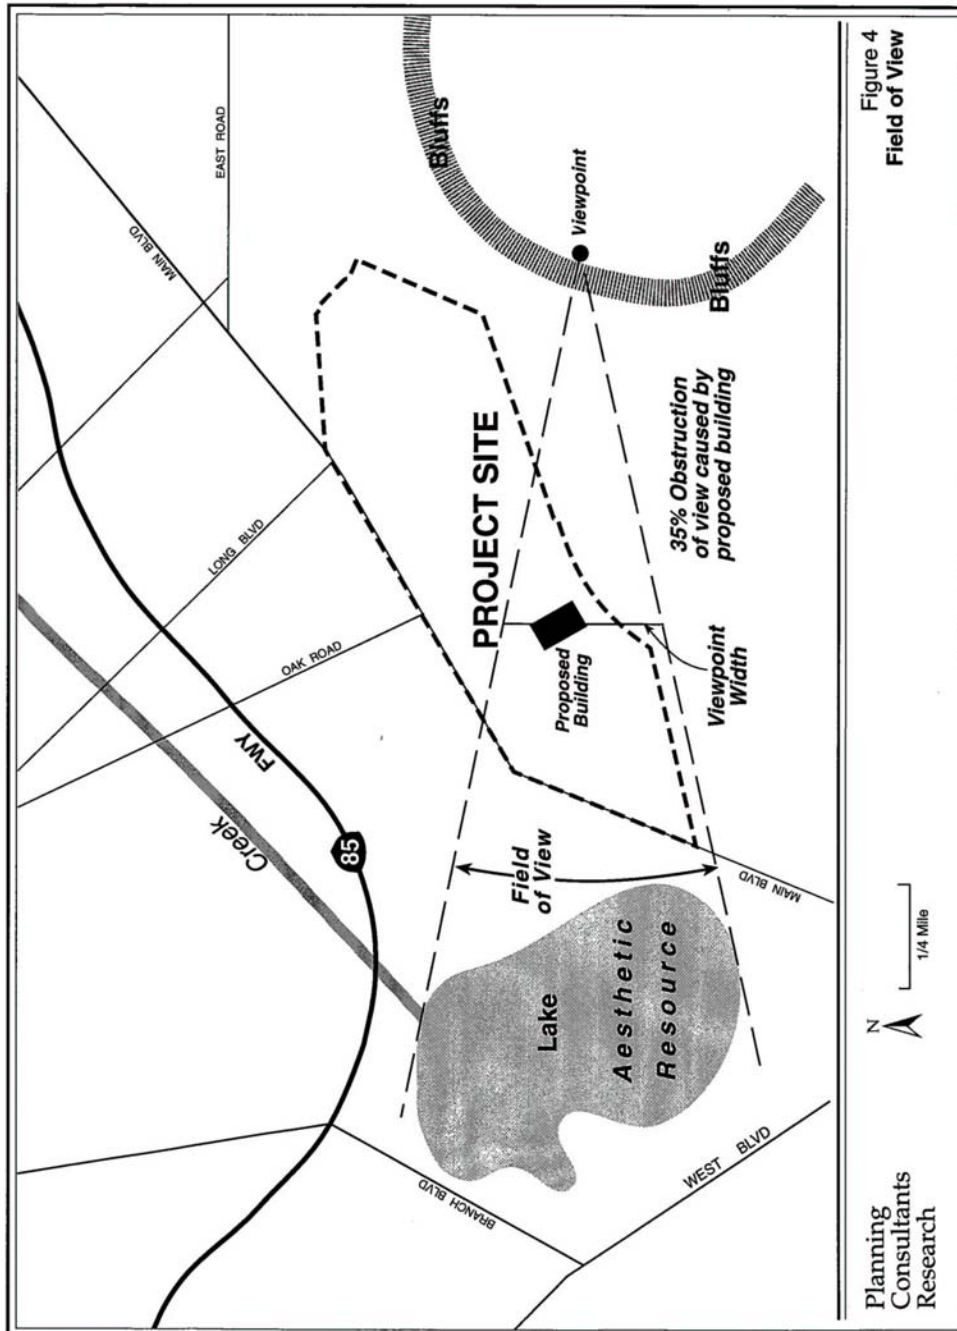 EAST ROAD
MAIN BLVD
LONG BLVD
OAK ROAD
FWY
85
Creek
BRANCH BLVD
WEST BLVD
MAIN BLVD
Bluffs
Viewpoint
Bluffs
PROJECT SITE
Proposed
Building
35% Obstruction
of view caused by
proposed building
Viewpoint
Width
Field
of View
Lake
Aesthetic
Resource
Planning
Consultants
Research
N
1/4 Mile
Figure 4
Field of View